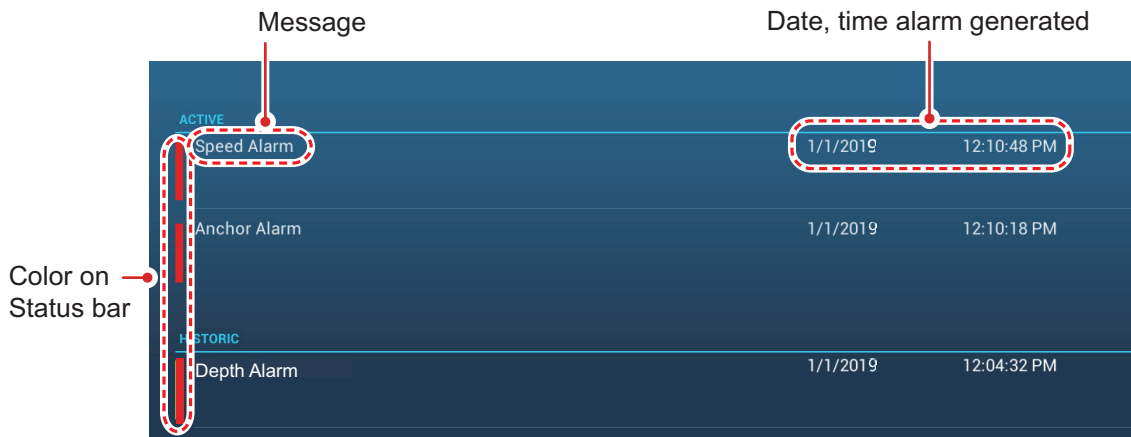 Message
Date, time alarm generated
ACTIVE
Speed Alarm 1/1/2019 12:10:48 PM
Anchor Alarm 1/1/2019 12:10:18 PM
Color on
Status bar
HISTORIC
Depth Alarm 1/1/2019 12:04:32 PM